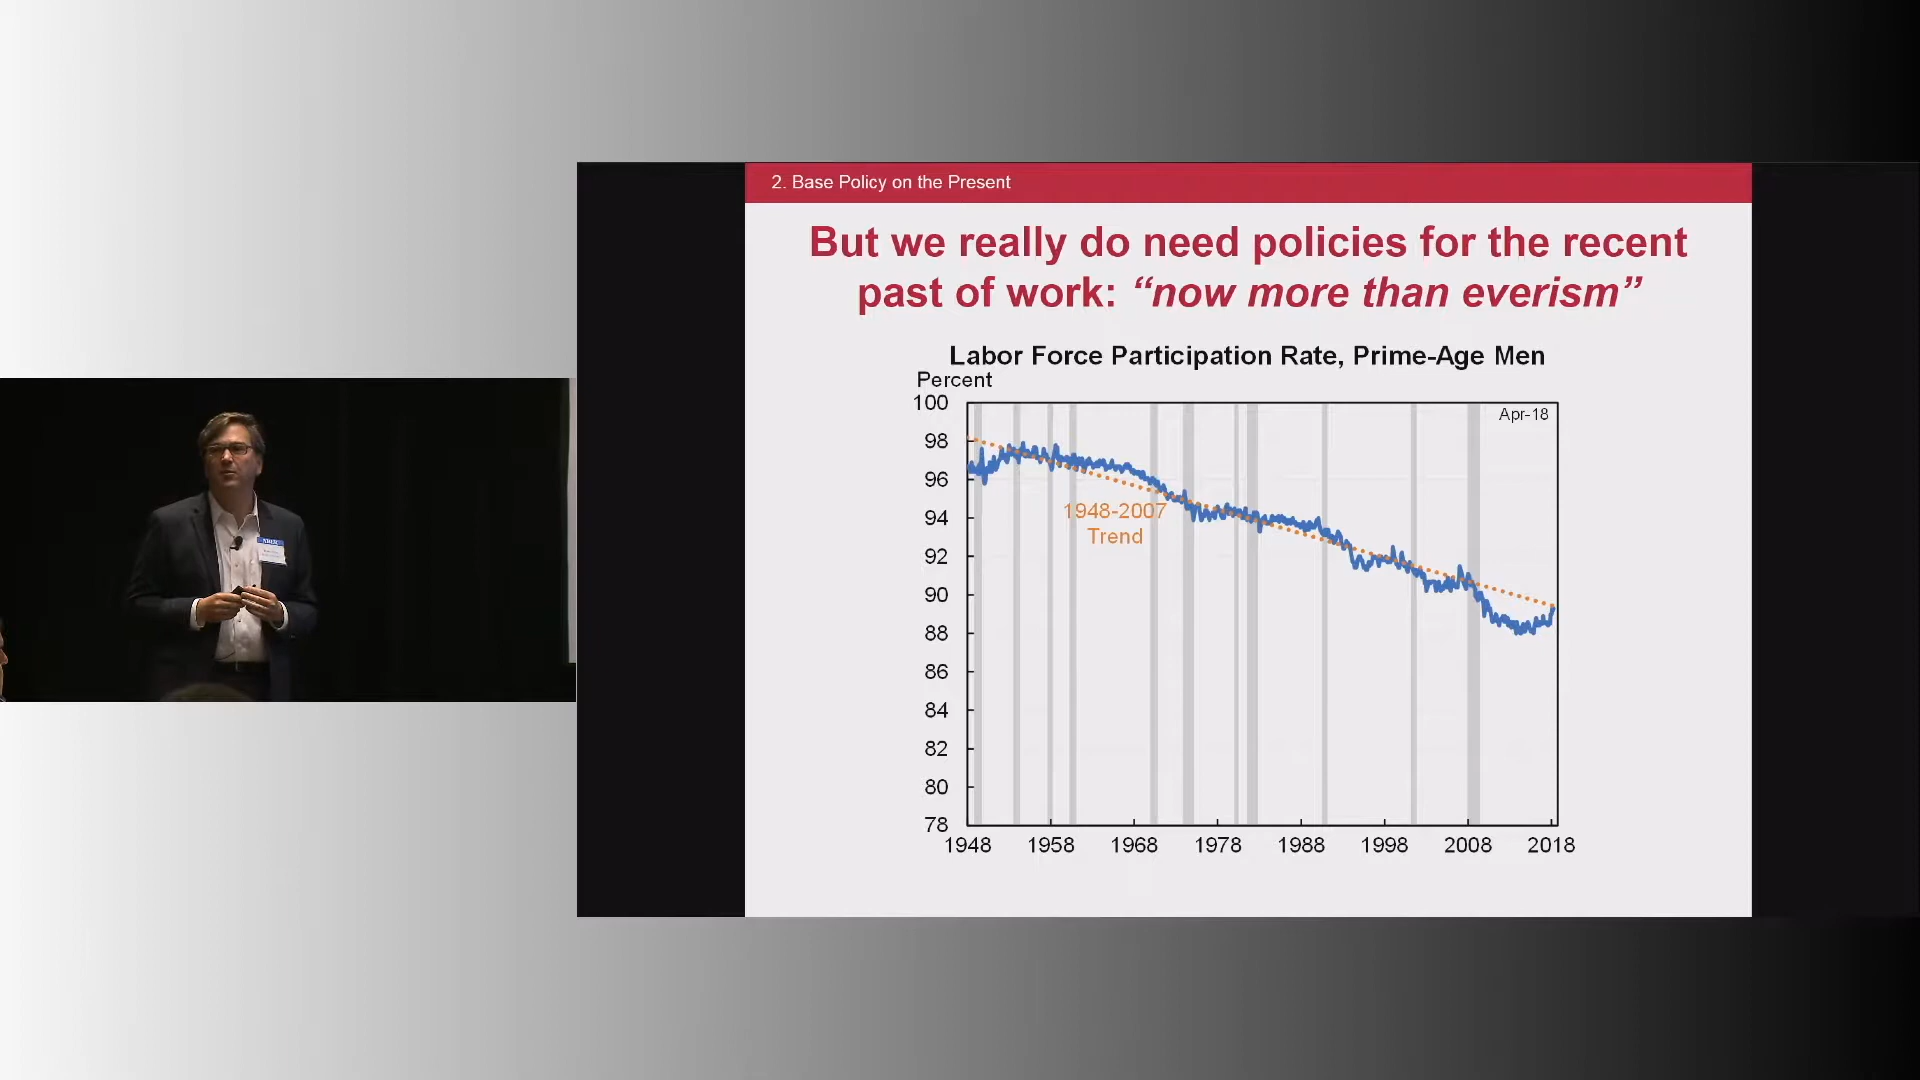 2. Base Policy on the Present
But we really do need policies for the recent
past of work: “now more than everism”
Labor Force Participation Rate, Prime-Age Men
Percent
100
Apr-18
98
96
94
1948-2007
Trend
92
90
88
86
84
82
80
78
1948 1958 1968 1978 1988 1998 2008 2018
NBER